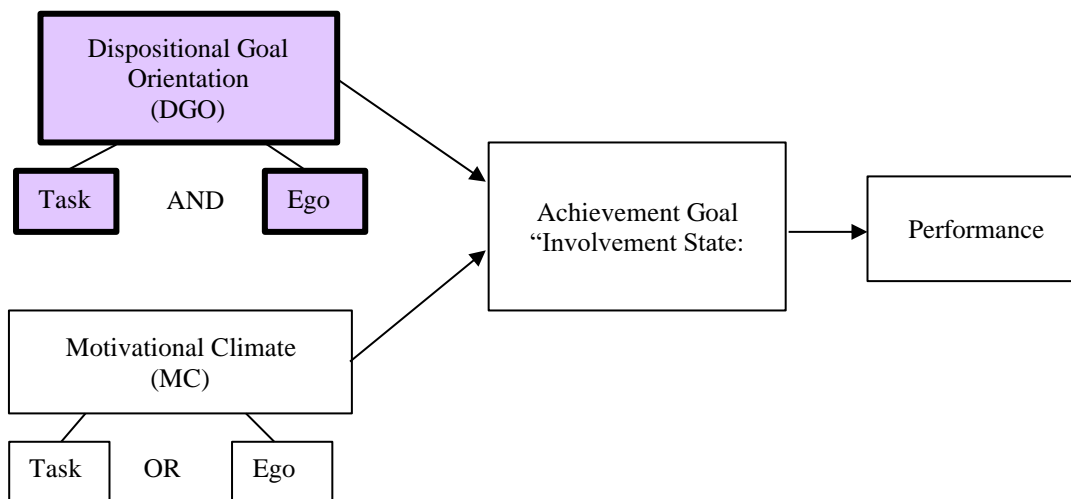 Dispositional Goal
Orientation
(DGO)
Task
AND
Ego
Achievement Goal
“Involvement State:
Performance
Motivational Climate
(MC)
Task
OR
Ego